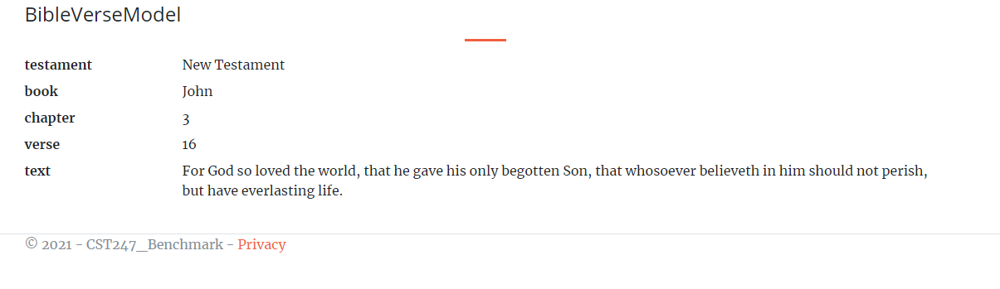 BibleVerseModel
testament New Testament
book John
chapter 3
verse 16
text For God so loved the world, that he gave his only begotten Son, that whosoever believeth in him should not perish,
but have everlasting life.
© 2021 - CST247_Benchmark - Privacy